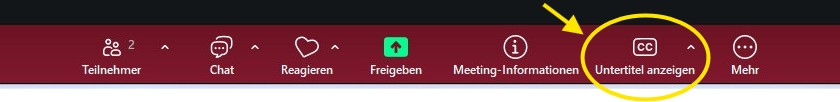 2
CC
Teilnehmer Chat Reagieren Freigeben Meeting-Informationen Untertitel anzeigen Mehr